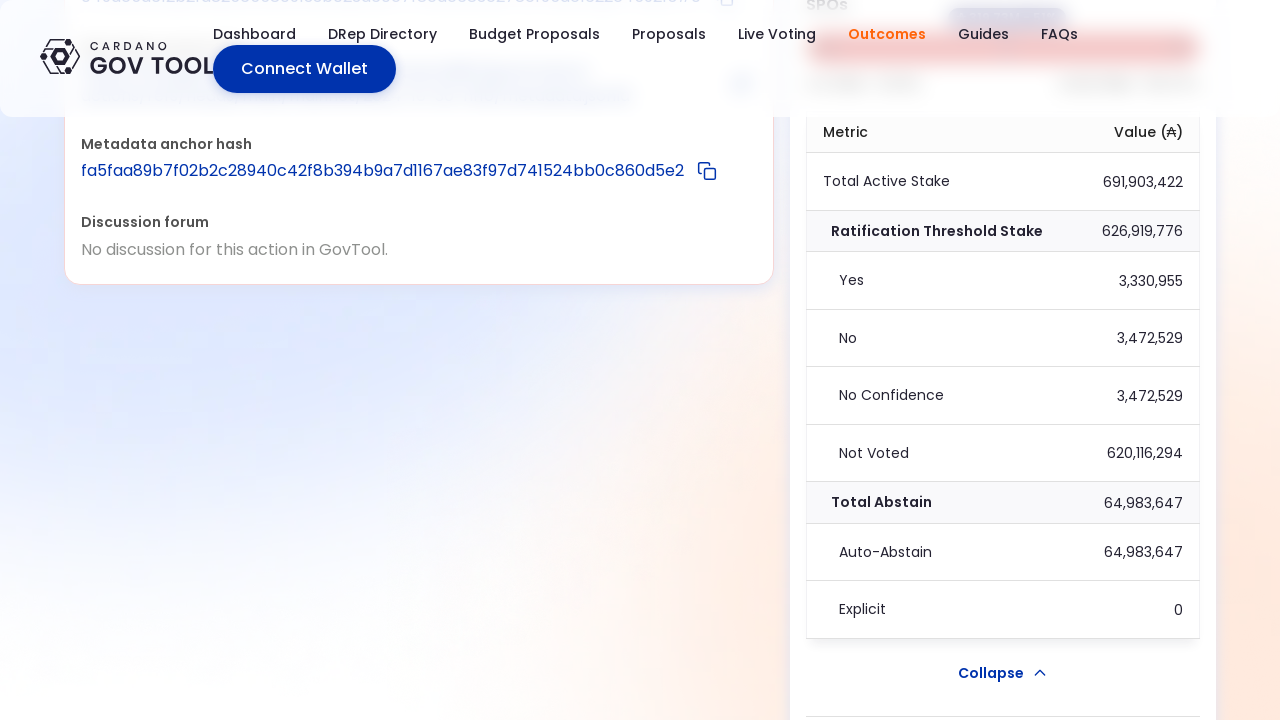 CARDANO
GOV TOOL
Dashboard
DRep Directory
Budget Proposals
Proposals
Live Voting
Outcomes
Guides
FAQs
Connect Wallet
Metadata anchor hash
fa5faa89b7f02b2c28940c42f8b394b9a7d1167ae83f97d741524bb0c860d5e2
Discussion forum
No discussion for this action in GovTool.
SPOs
Metric Value (₳)
Total Active Stake 691,903,422
Ratification Threshold Stake 626,919,776
Yes 3,330,955
No 3,472,529
No Confidence 3,472,529
Not Voted 620,116,294
Total Abstain 64,983,647
Auto-Abstain 64,983,647
Explicit 0
Collapse